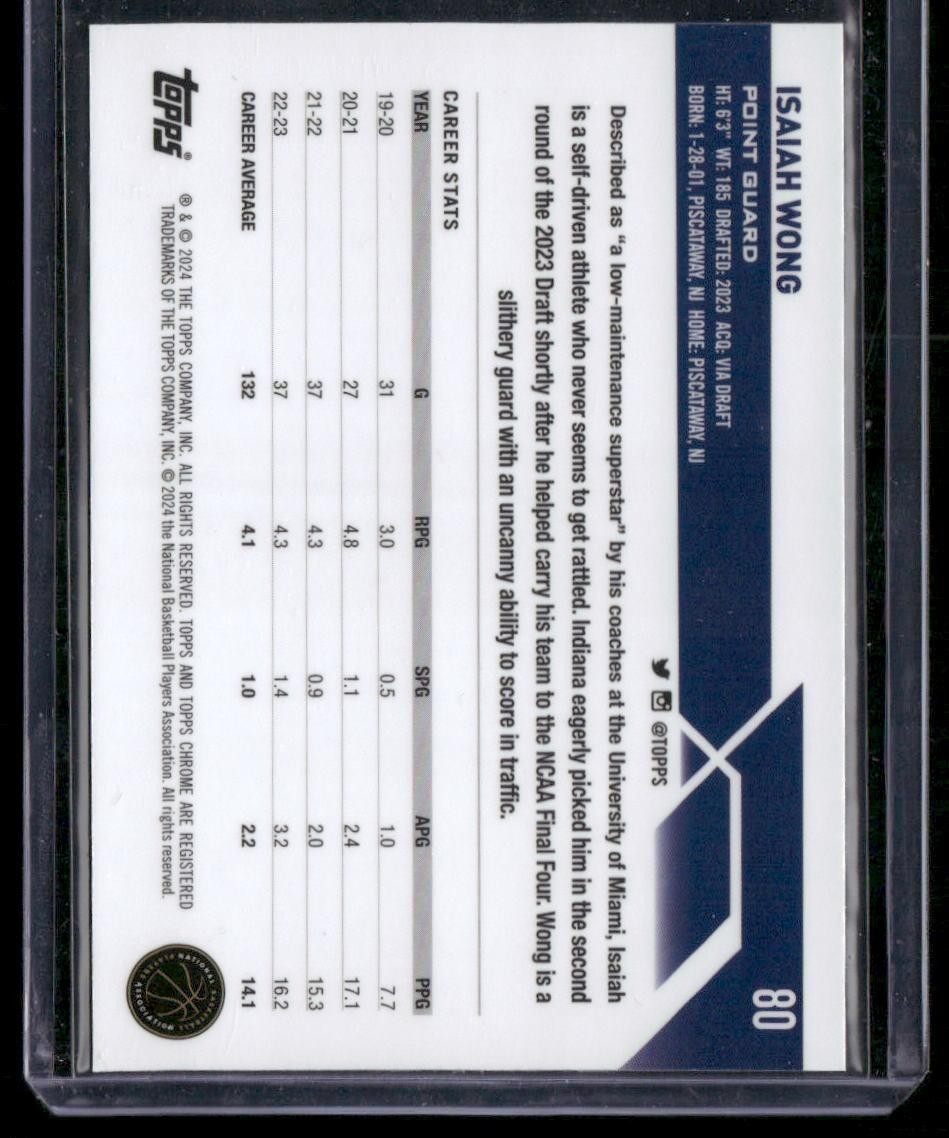 ISAIAH WONG
80
POINT GUARD
HT: 6'3" WT: 185 DRAFTED: 2023 ACQ: VIA DRAFT
BORN: 1-28-01, PISCATAWAY, NJ HOME: PISCATAWAY, NJ
@TOPPS
Described as “a low-maintenance superstar” by his coaches at the University of Miami, Isaiah
is a self-driven athlete who never seems to get rattled. Indiana eagerly picked him in the second
round of the 2023 Draft shortly after he helped carry his team to the NCAA Final Four. Wong is a
slithery guard with an uncanny ability to score in traffic.
CAREER STATS
YEAR G RPG SPG APG PPG
19-20 31 3.0 0.5 1.0 7.7
20-21 27 4.8 1.1 2.4 17.1
21-22 37 4.3 0.9 2.0 15.3
22-23 37 4.3 1.4 3.2 16.2
CAREER AVERAGE 132 4.1 1.0 2.2 14.1
topps®
® & © 2024 THE TOPPS COMPANY, INC. ALL RIGHTS RESERVED. TOPPS AND TOPPS CHROME ARE REGISTERED
TRADEMARKS OF THE TOPPS COMPANY, INC. © 2024 the National Basketball Players Association. All rights reserved.
NATIONAL BASKETBALL PLAYERS ASSOCIATION